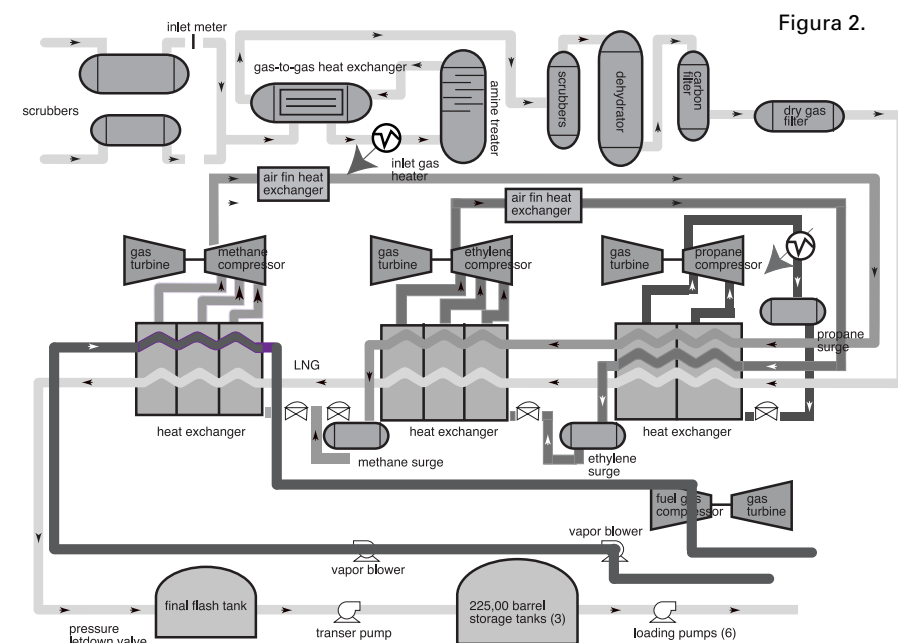 Figura 2.
inlet meter
scrubbers
gas-to-gas heat exchanger
amine treater
inlet gas
heater
scrubbers
dehydrator
carbon
filter
dry gas
filter
air fin heat
exchanger
air fin heat
exchanger
gas
turbine
methane
compressor
gas
turbine
ethylene
compressor
gas
turbine
propane
compressor
propane
surge
LNG
heat exchanger
heat exchanger
heat exchanger
methane surge
ethylene
surge
fuel gas
compressor
gas
turbine
vapor blower
vapor blower
final flash tank
225,00 barrel
storage tanks (3)
transer pump
loading pumps (6)
pressure
letdown valve